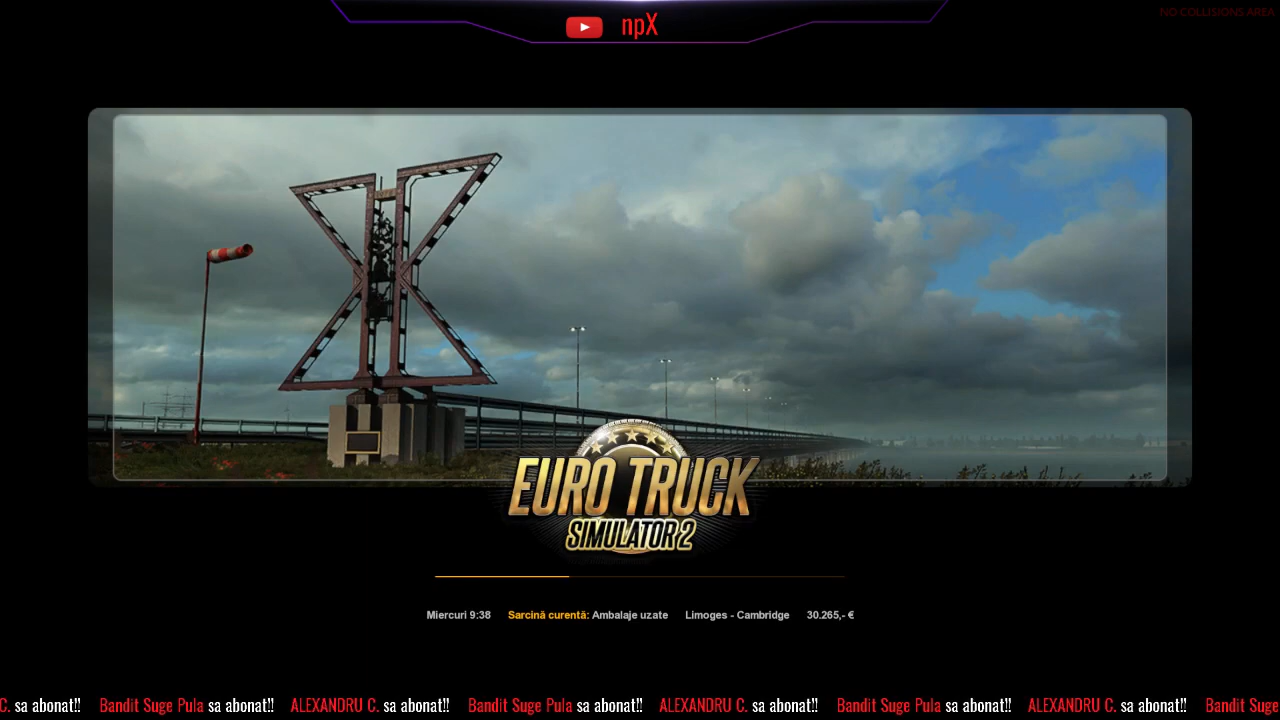 npX
NO COLLISIONS AREA
EURO TRUCK
SIMULATOR 2
Miercuri 9:38 Sarcină curentă: Ambalaje uzate Limoges - Cambridge 30.265,- €
C. sa abonat!! Bandit Suge Pula sa abonat!! ALEXANDRU C. sa abonat!! Bandit Suge Pula sa abonat!! ALEXANDRU C. sa abonat!! Bandit Suge Pula sa abonat!! ALEXANDRU C. sa abonat!! Bandit Suge